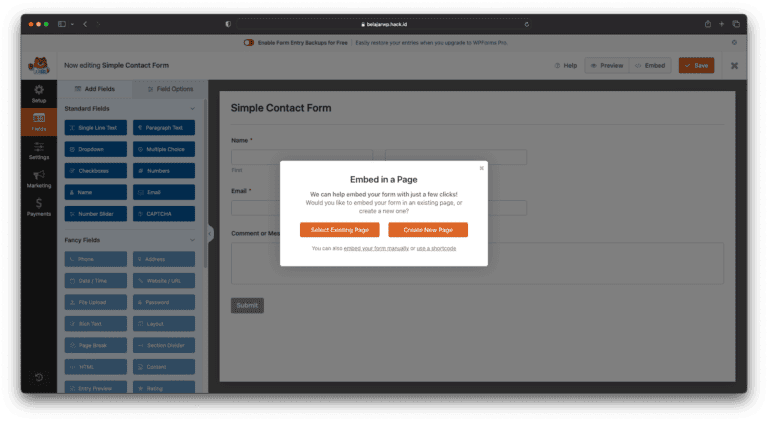 belajarwp.hack.id
Enable Form Entry Backups for Free | Easily restore your entries when you upgrade to WPForms Pro.
Now editing Simple Contact Form
Help
Preview
Embed
Save
Setup
Fields
Settings
Marketing
Payments
Add Fields
Field Options
Standard Fields
Single Line Text
Paragraph Text
Dropdown
Multiple Choice
Checkboxes
Numbers
Name
Email
Number Slider
CAPTCHA
Fancy Fields
Phone
Address
Date / Time
Website / URL
File Upload
Password
Rich Text
Layout
Page Break
Section Divider
HTML
Content
Entry Preview
Rating
Simple Contact Form
Name *
First
Email *
Comment or Mes
Submit
Embed in a Page
We can help embed your form with just a few clicks!
Would you like to embed your form in an existing page, or
create a new one?
Select Existing Page
Create New Page
You can also embed your form manually or use a shortcode